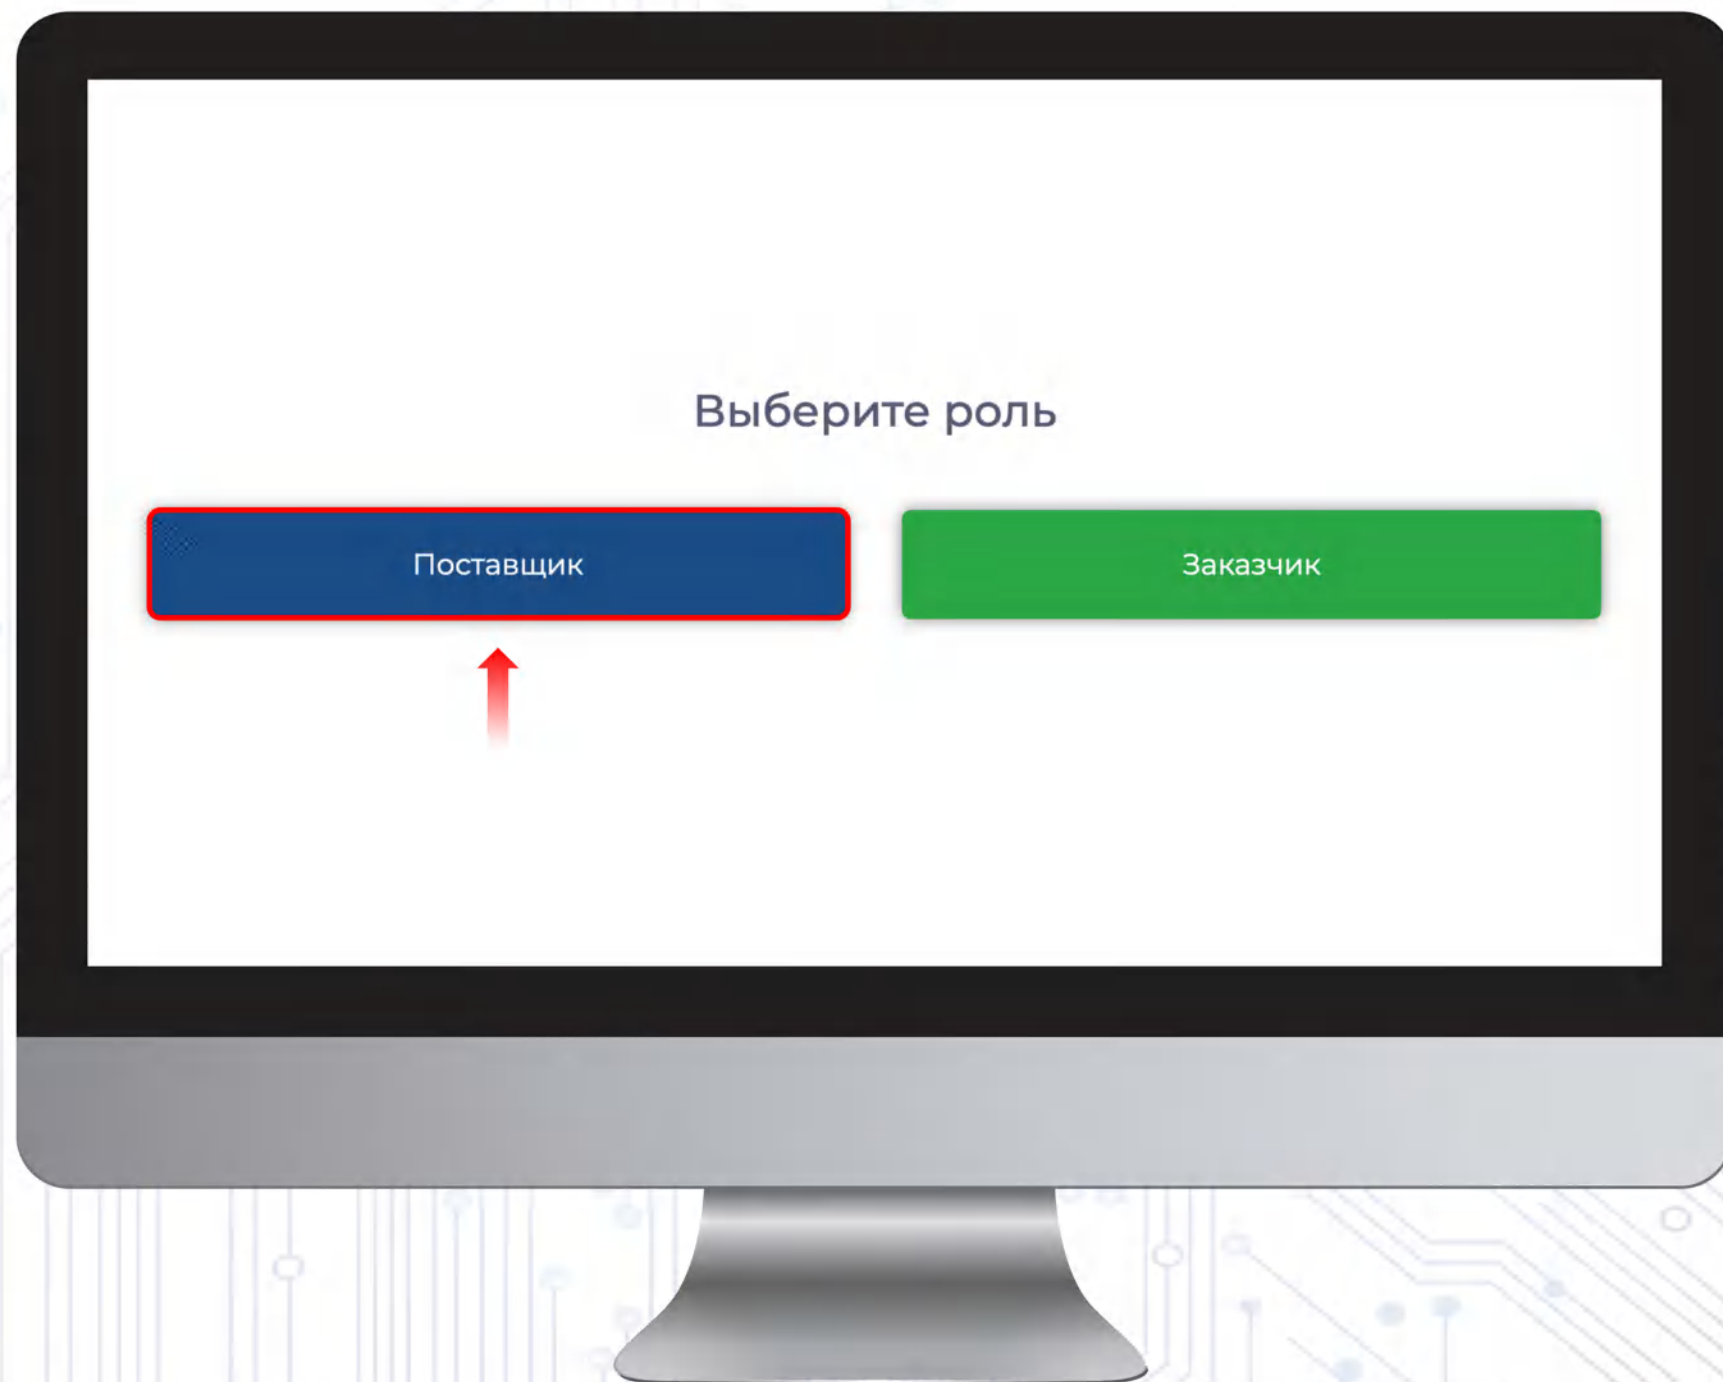 Выберите роль
Поставщик
Заказчик